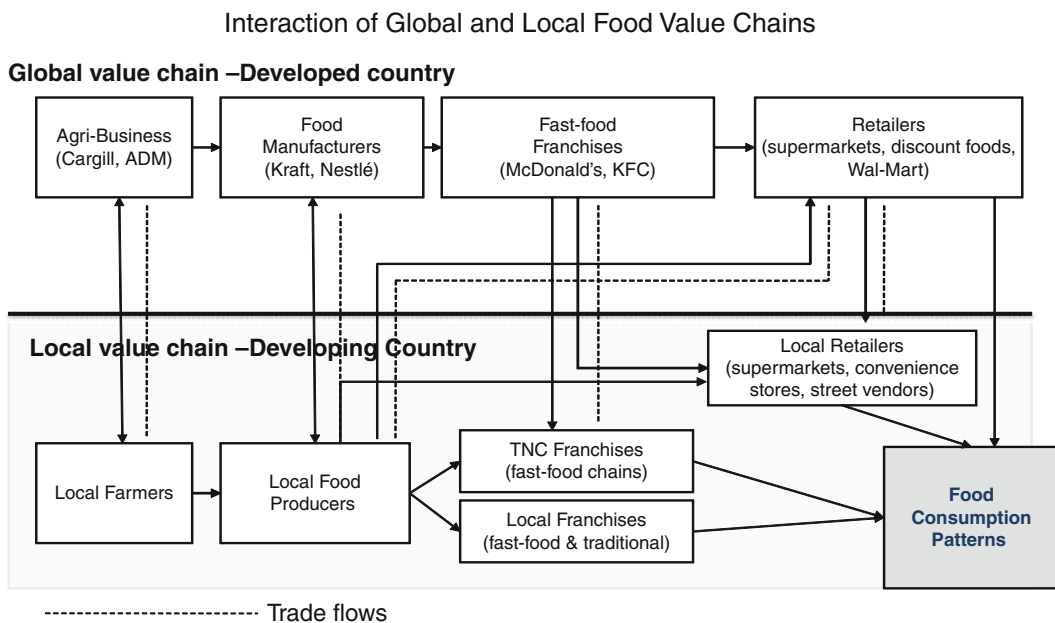 Interaction of Global and Local Food Value Chains
Global value chain –Developed country
Agri-Business
(Cargill, ADM)
Food
Manufacturers
(Kraft, Nestlé)
Fast-food
Franchises
(McDonald's, KFC)
Retailers
(supermarkets, discount foods,
Wal-Mart)
Local value chain –Developing Country
Local Retailers
(supermarkets, convenience
stores, street vendors)
Local Farmers
Local Food
Producers
TNC Franchises
(fast-food chains)
Local Franchises
(fast-food & traditional)
Food
Consumption
Patterns
Trade flows